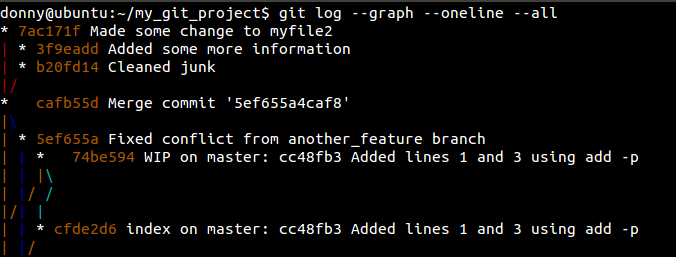 donny@ubuntu:~/my_git_project$ git log --graph --oneline --all
* 7ac171f Made some change to myfile2
| * 3f9eadd Added some more information
| * b20fd14 Cleaned junk
|/
*   cafb55d Merge commit '5ef655a4caf8'
|\
| * 5ef655a Fixed conflict from another_feature branch
| | *   74be594 WIP on master: cc48fb3 Added lines 1 and 3 using add -p
| | |\
| |/ /
|/| |
| | * cfde2d6 index on master: cc48fb3 Added lines 1 and 3 using add -p
| |/